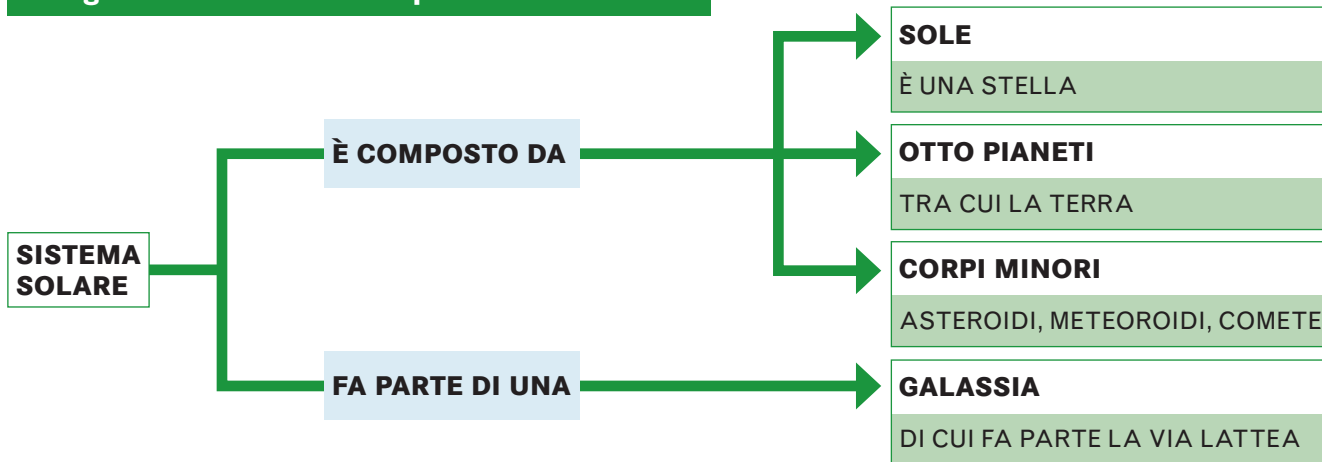 SOLE
È UNA STELLA
È COMPOSTO DA
OTTO PIANETI
TRA CUI LA TERRA
SISTEMA
SOLARE
CORPI MINORI
ASTEROIDI, METEOROIDI, COMETE
FA PARTE DI UNA
GALASSIA
DI CUI FA PARTE LA VIA LATTEA